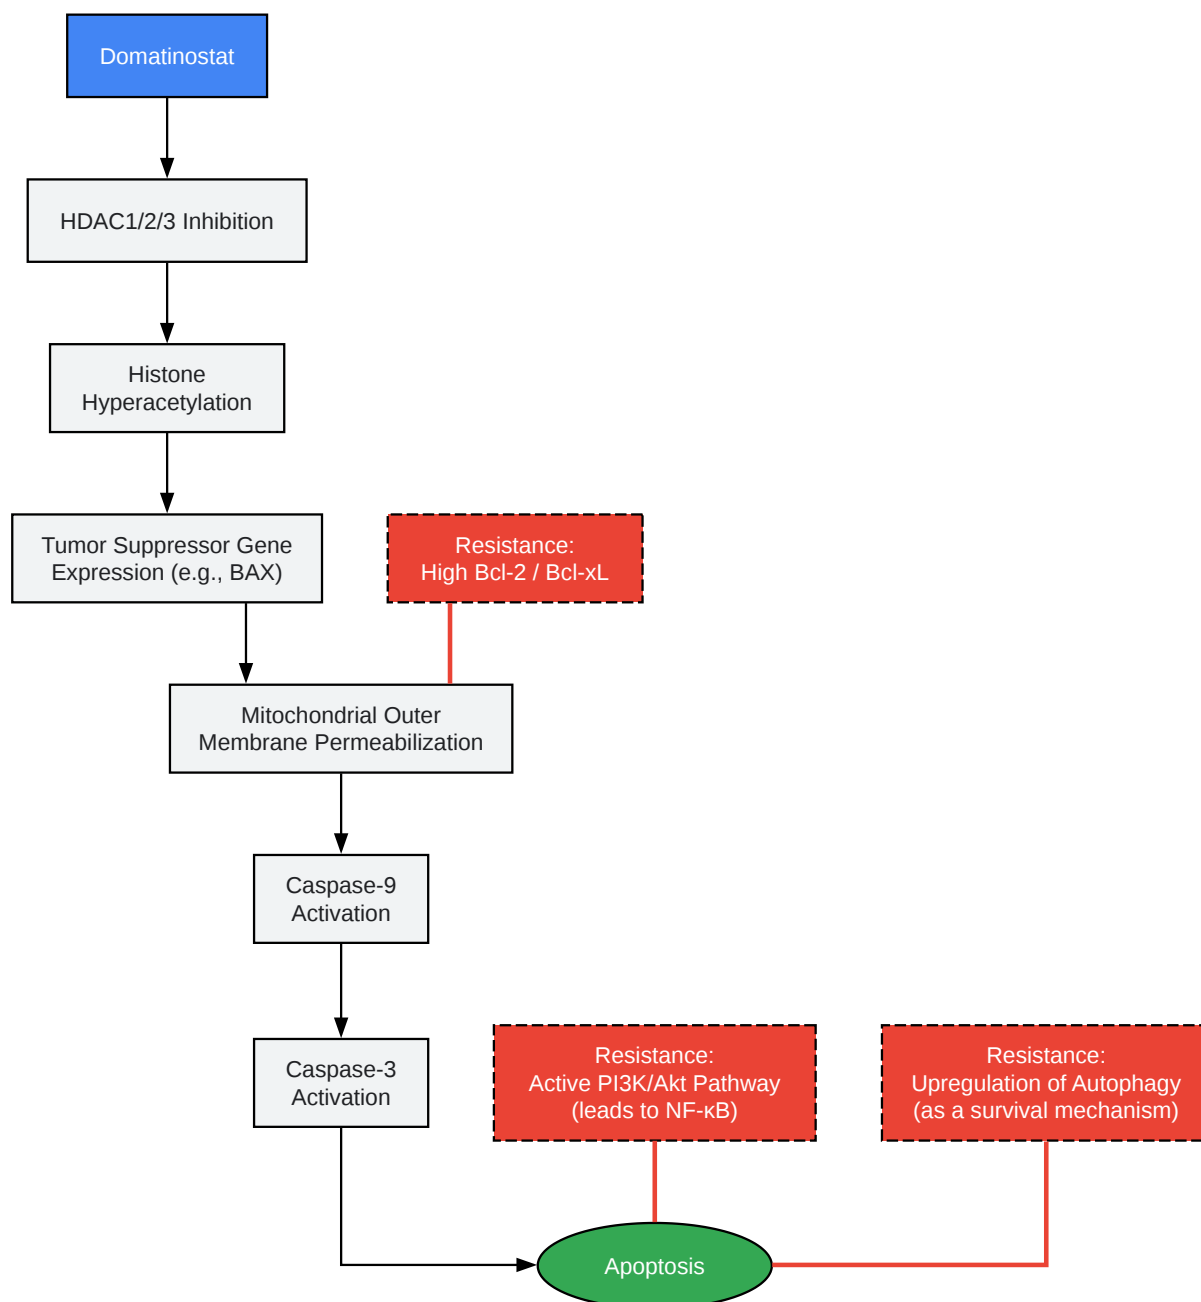 Domatinostat
HDAC1/2/3 Inhibition
Histone
Hyperacetylation
Tumor Suppressor Gene
Expression (e.g., BAX)
Resistance:
High Bcl-2 / Bcl-xL
Mitochondrial Outer
Membrane Permeabilization
Caspase-9
Activation
Caspase-3
Activation
Resistance:
Active PI3K/Akt Pathway
(leads to NF-κB)
Resistance:
Upregulation of Autophagy
(as a survival mechanism)
Apoptosis